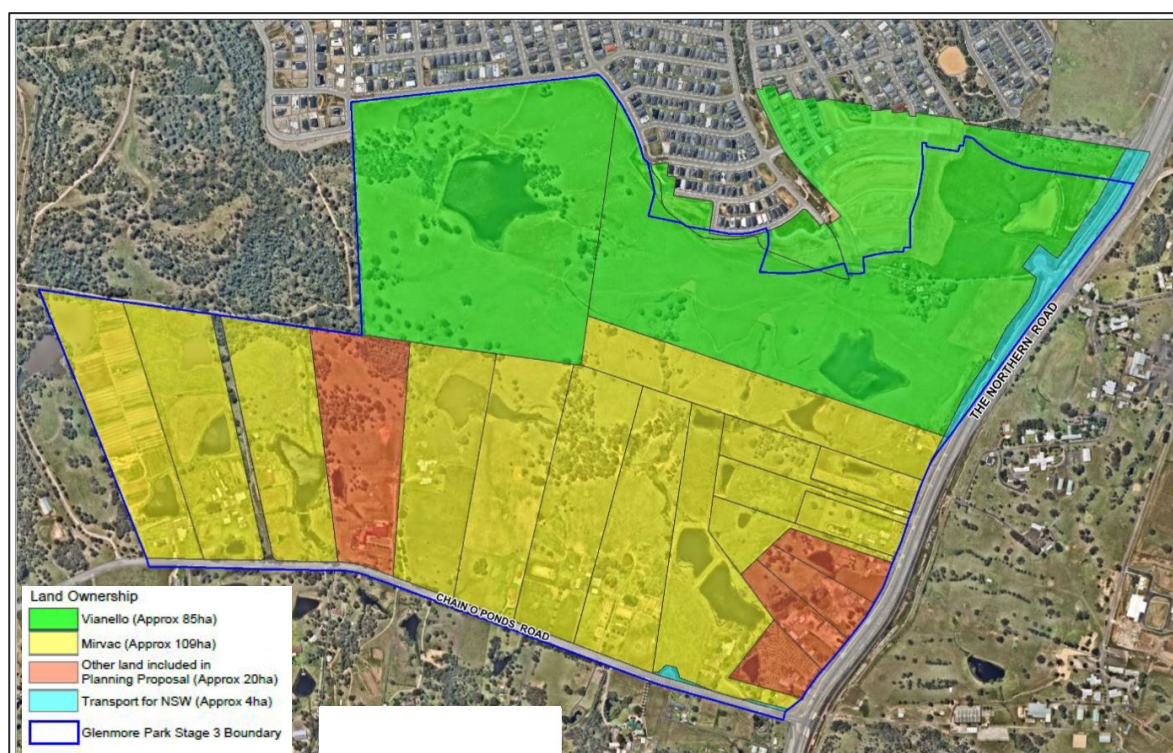 THE NORTHERN ROAD
CHAIN O PONDS ROAD
Land Ownership
Vianello (Approx 85ha)
Mirvac (Approx 109ha)
Other land included in
Planning Proposal (Approx 20ha)
Transport for NSW (Approx 4ha)
Glenmore Park Stage 3 Boundary